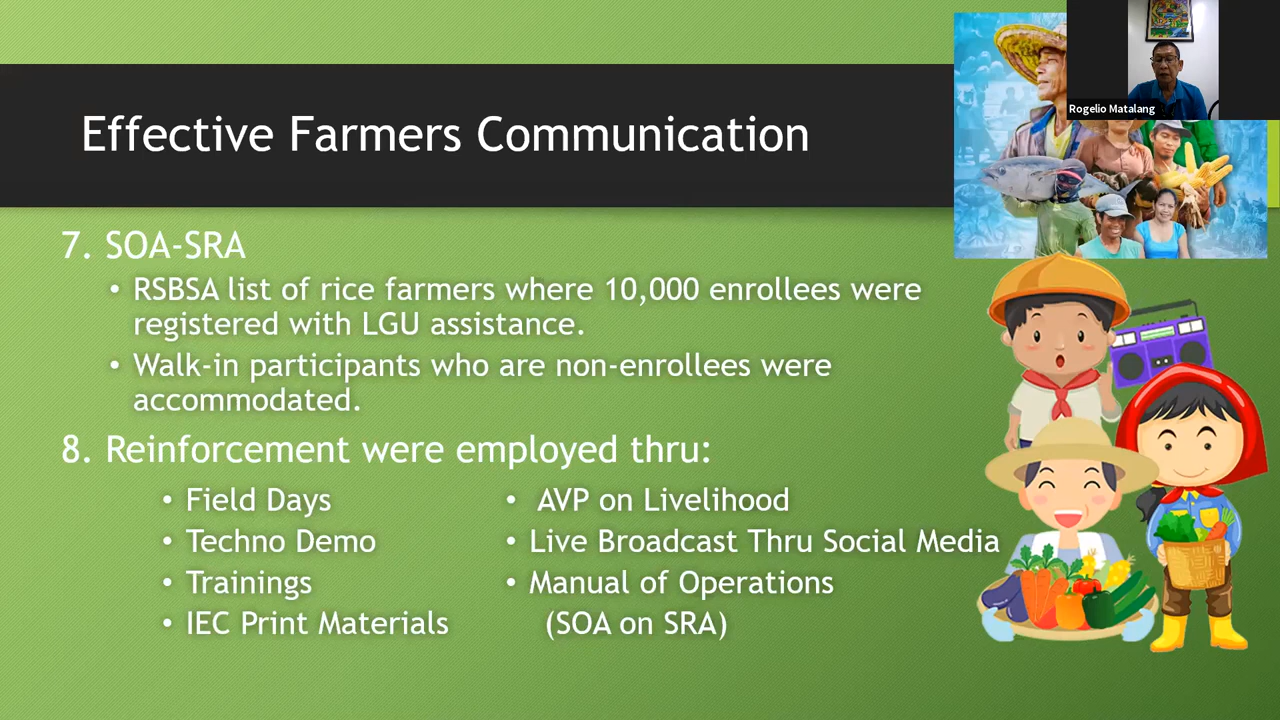 Effective Farmers Communication
Rogelio Matalang
7. SOA-SRA
• RSBSA list of rice farmers where 10,000 enrollees were
registered with LGU assistance.
• Walk-in participants who are non-enrollees were
accommodated.
8. Reinforcement were employed thru:
• Field Days
• Techno Demo
• Trainings
• IEC Print Materials
• AVP on Livelihood
• Live Broadcast Thru Social Media
• Manual of Operations
(SOA on SRA)